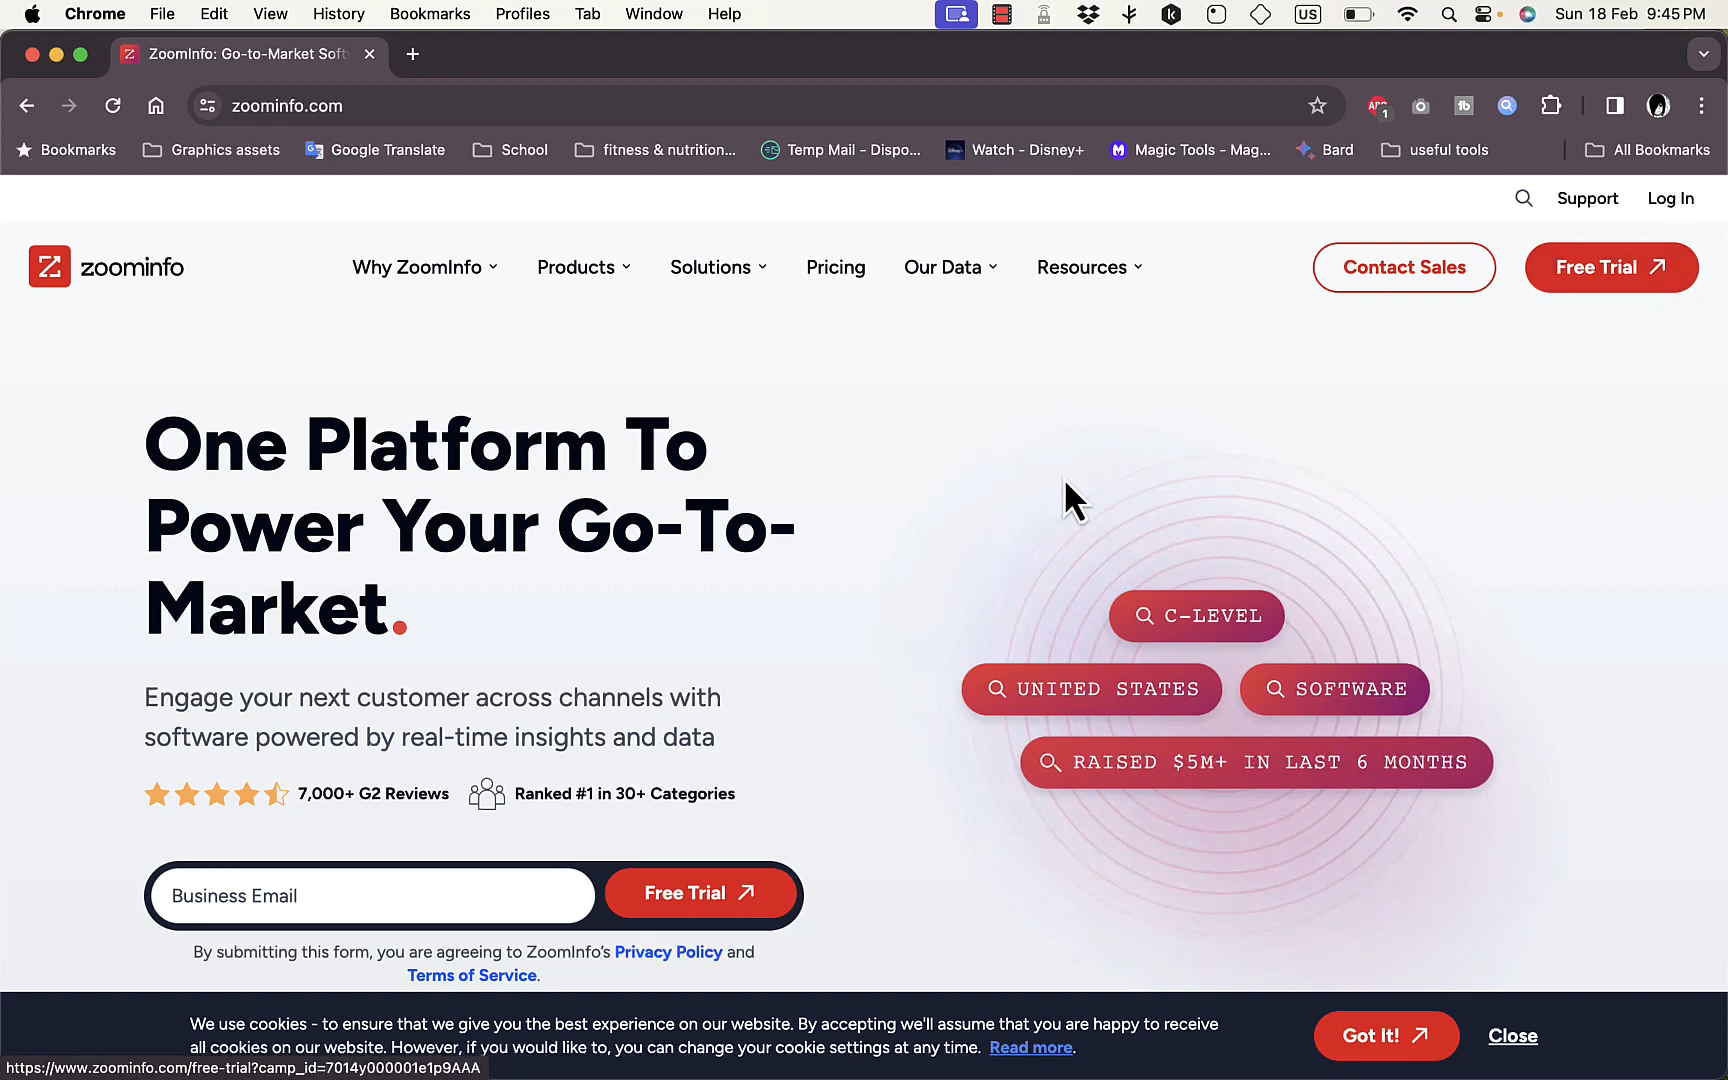 Chrome File Edit View History Bookmarks Profiles Tab Window Help US Sun 18 Feb 9:45 PM
ZoomInfo: Go-to-Market Soft
zoominfo.com
ABP 1 tb
Bookmarks Graphics assets Google Translate School fitness & nutrition... Temp Mail - Dispo... Watch - Disney+ Magic Tools - Mag... Bard useful tools All Bookmarks
Support Log In
zoominfo Why ZoomInfo Products Solutions Pricing Our Data Resources Contact Sales Free Trial
One Platform To
Power Your Go-To-
Market.
Engage your next customer across channels with
software powered by real-time insights and data
7,000+ G2 Reviews Ranked #1 in 30+ Categories
C-LEVEL
UNITED STATES SOFTWARE
RAISED $5M+ IN LAST 6 MONTHS
Business Email Free Trial
By submitting this form, you are agreeing to ZoomInfo's Privacy Policy and
Terms of Service.
We use cookies - to ensure that we give you the best experience on our website. By accepting we'll assume that you are happy to receive
all cookies on our website. However, if you would like to, you can change your cookie settings at any time. Read more.
Got It! Close
https://www.zoominfo.com/free-trial?camp_id=7014y000001e1p9AAA